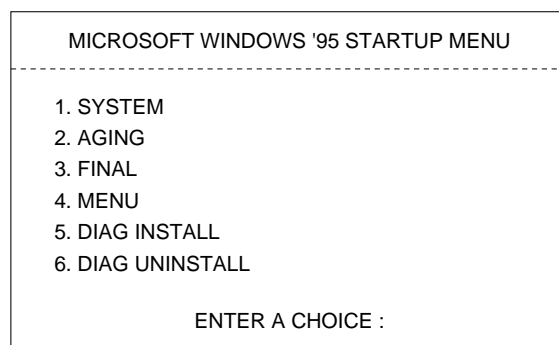 MICROSOFT WINDOWS '95 STARTUP MENU
1. SYSTEM
2. AGING
3. FINAL
4. MENU
5. DIAG INSTALL
6. DIAG UNINSTALL
ENTER A CHOICE :